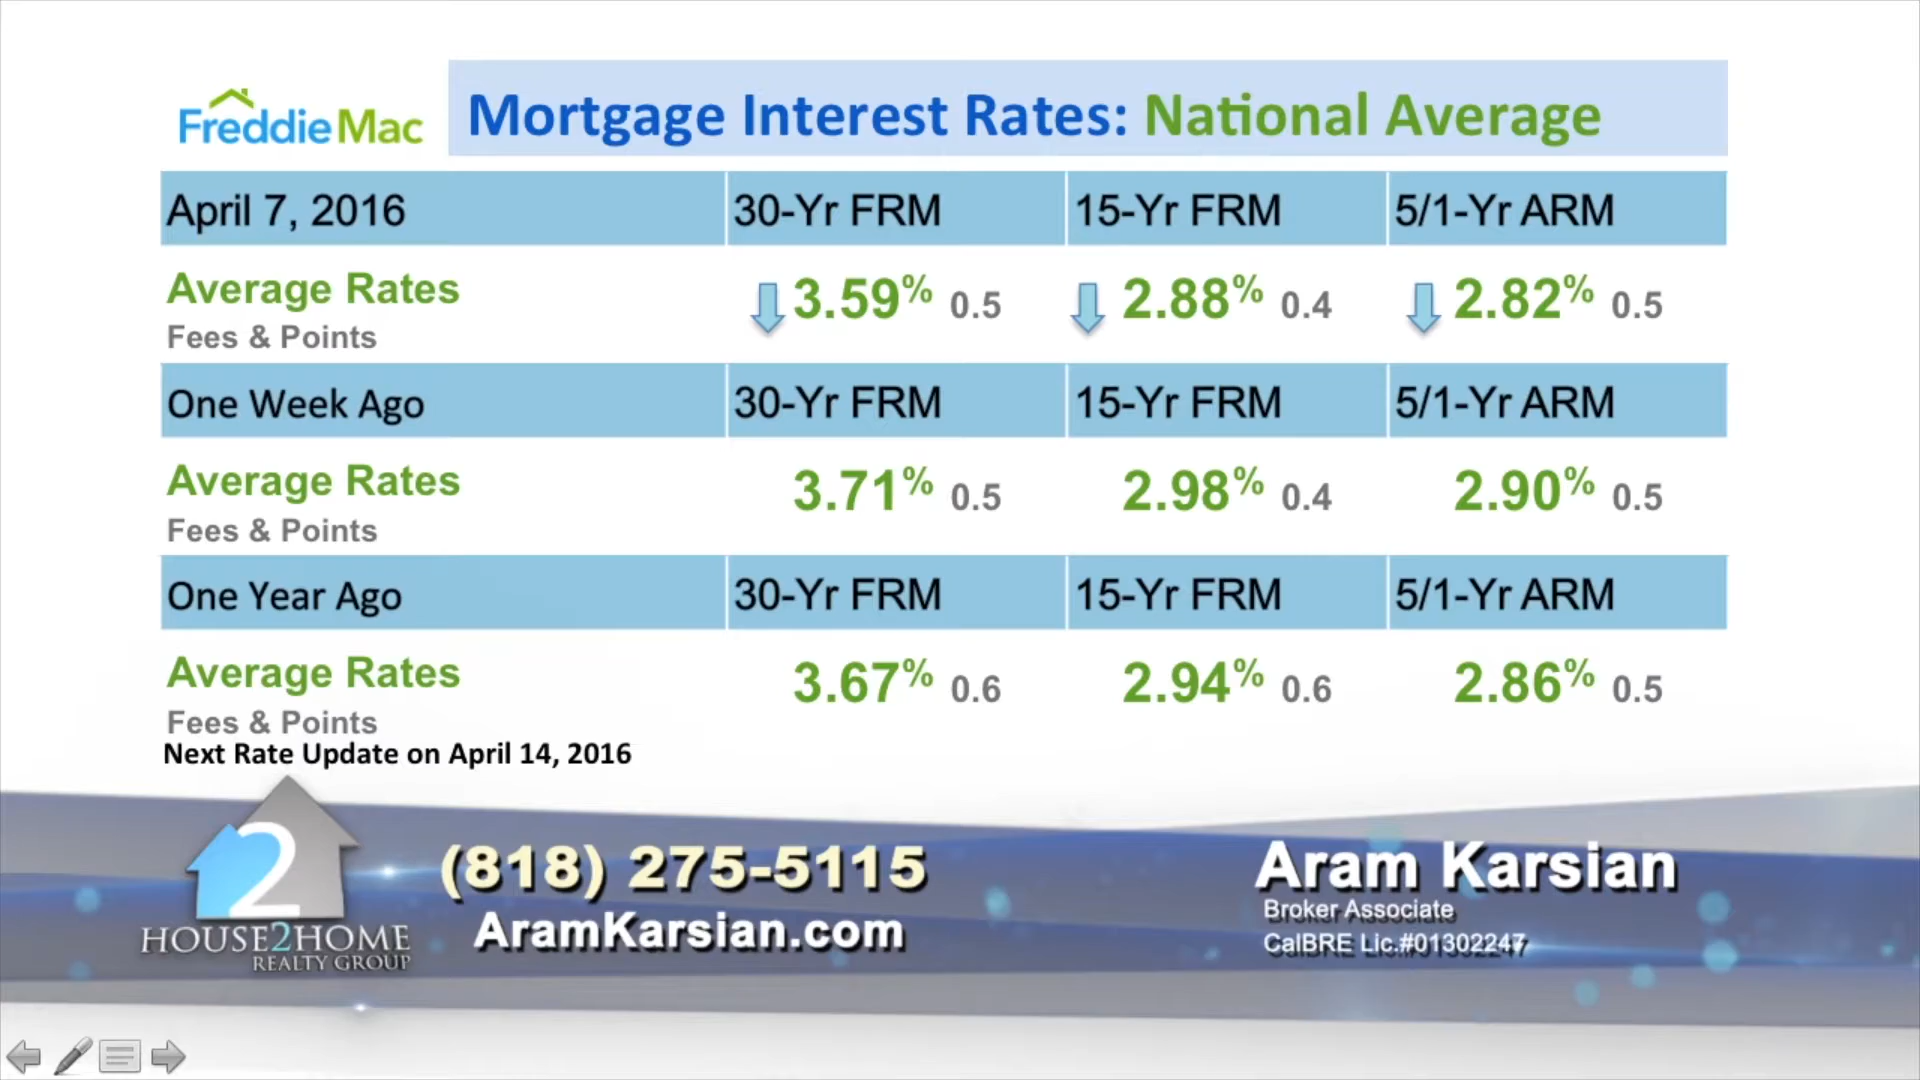 Freddie Mac
Mortgage Interest Rates: National Average
April 7, 2016 30-Yr FRM 15-Yr FRM 5/1-Yr ARM
Average Rates 3.59% 0.5 2.88% 0.4 2.82% 0.5
Fees & Points
One Week Ago 30-Yr FRM 15-Yr FRM 5/1-Yr ARM
Average Rates 3.71% 0.5 2.98% 0.4 2.90% 0.5
Fees & Points
One Year Ago 30-Yr FRM 15-Yr FRM 5/1-Yr ARM
Average Rates 3.67% 0.6 2.94% 0.6 2.86% 0.5
Fees & Points
Next Rate Update on April 14, 2016
2
HOUSE2HOME
REALTY GROUP
(818) 275-5115
AramKarsian.com
Aram Karsian
Broker Associate
CalBRE Lic.#01302247